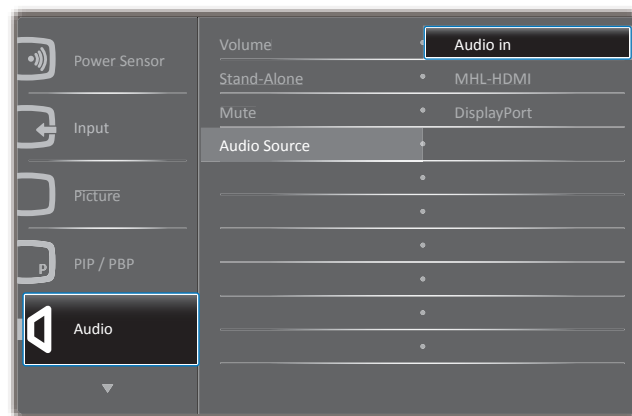 Power Sensor
Input
Picture
p
PIP / PBP
Audio
Volume
Stand-Alone
Mute
Audio Source
Audio in
MHL-HDMI
DisplayPort